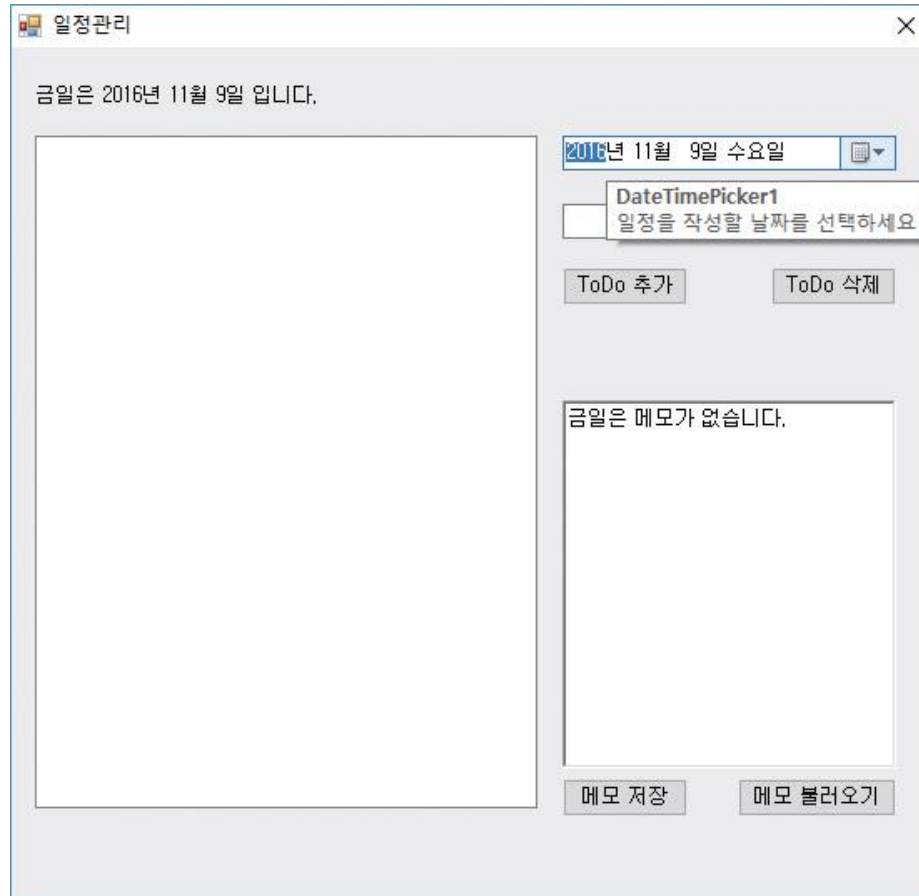 일정관리
금일은 2016년 11월 9일 입니다.
2016년 11월 9일 수요일
DateTimePicker1
일정을 작성할 날짜를 선택하세요
ToDo 추가
ToDo 삭제
금일은 메모가 없습니다.
메모 저장
메모 불러오기